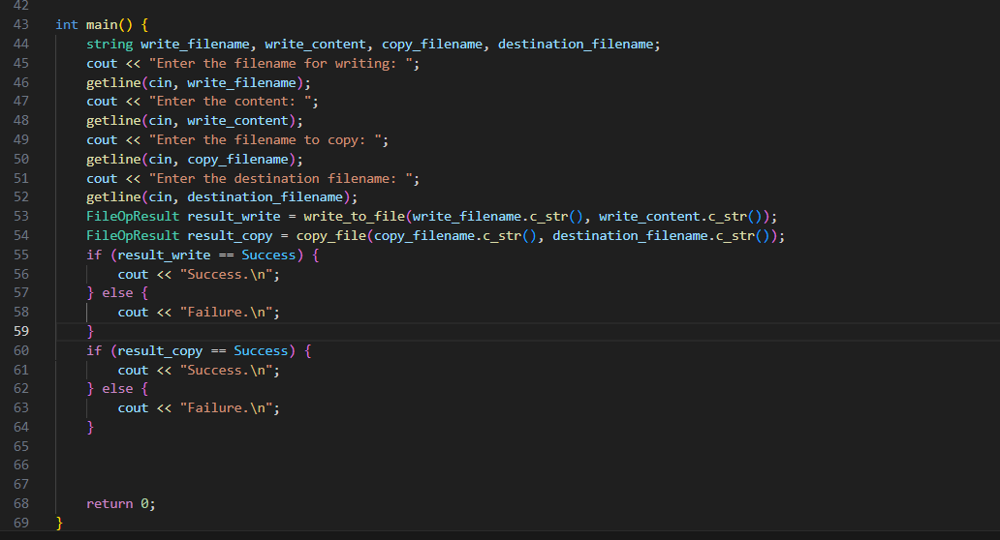 42
43 int main() {
44     string write_filename, write_content, copy_filename, destination_filename;
45     cout << "Enter the filename for writing: ";
46     getline(cin, write_filename);
47     cout << "Enter the content: ";
48     getline(cin, write_content);
49     cout << "Enter the filename to copy: ";
50     getline(cin, copy_filename);
51     cout << "Enter the destination filename: ";
52     getline(cin, destination_filename);
53     FileOpResult result_write = write_to_file(write_filename.c_str(), write_content.c_str());
54     FileOpResult result_copy = copy_file(copy_filename.c_str(), destination_filename.c_str());
55     if (result_write == Success) {
56         cout << "Success.\n";
57     } else {
58         cout << "Failure.\n";
59     }
60     if (result_copy == Success) {
61         cout << "Success.\n";
62     } else {
63         cout << "Failure.\n";
64     }
65
66
67
68     return 0;
69 }